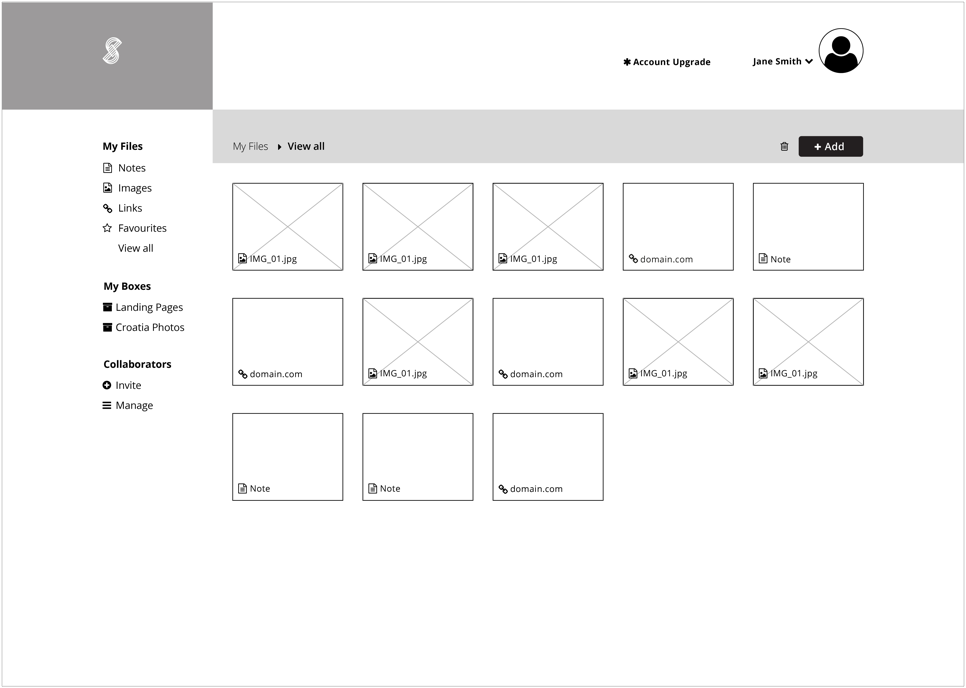 Account Upgrade
Jane Smith
My Files
Notes
Images
Links
Favourites
View all
My Boxes
Landing Pages
Croatia Photos
Collaborators
Invite
Manage
My Files View all
+ Add
IMG_01.jpg IMG_01.jpg IMG_01.jpg domain.com Note
domain.com IMG_01.jpg domain.com IMG_01.jpg IMG_01.jpg
Note Note domain.com